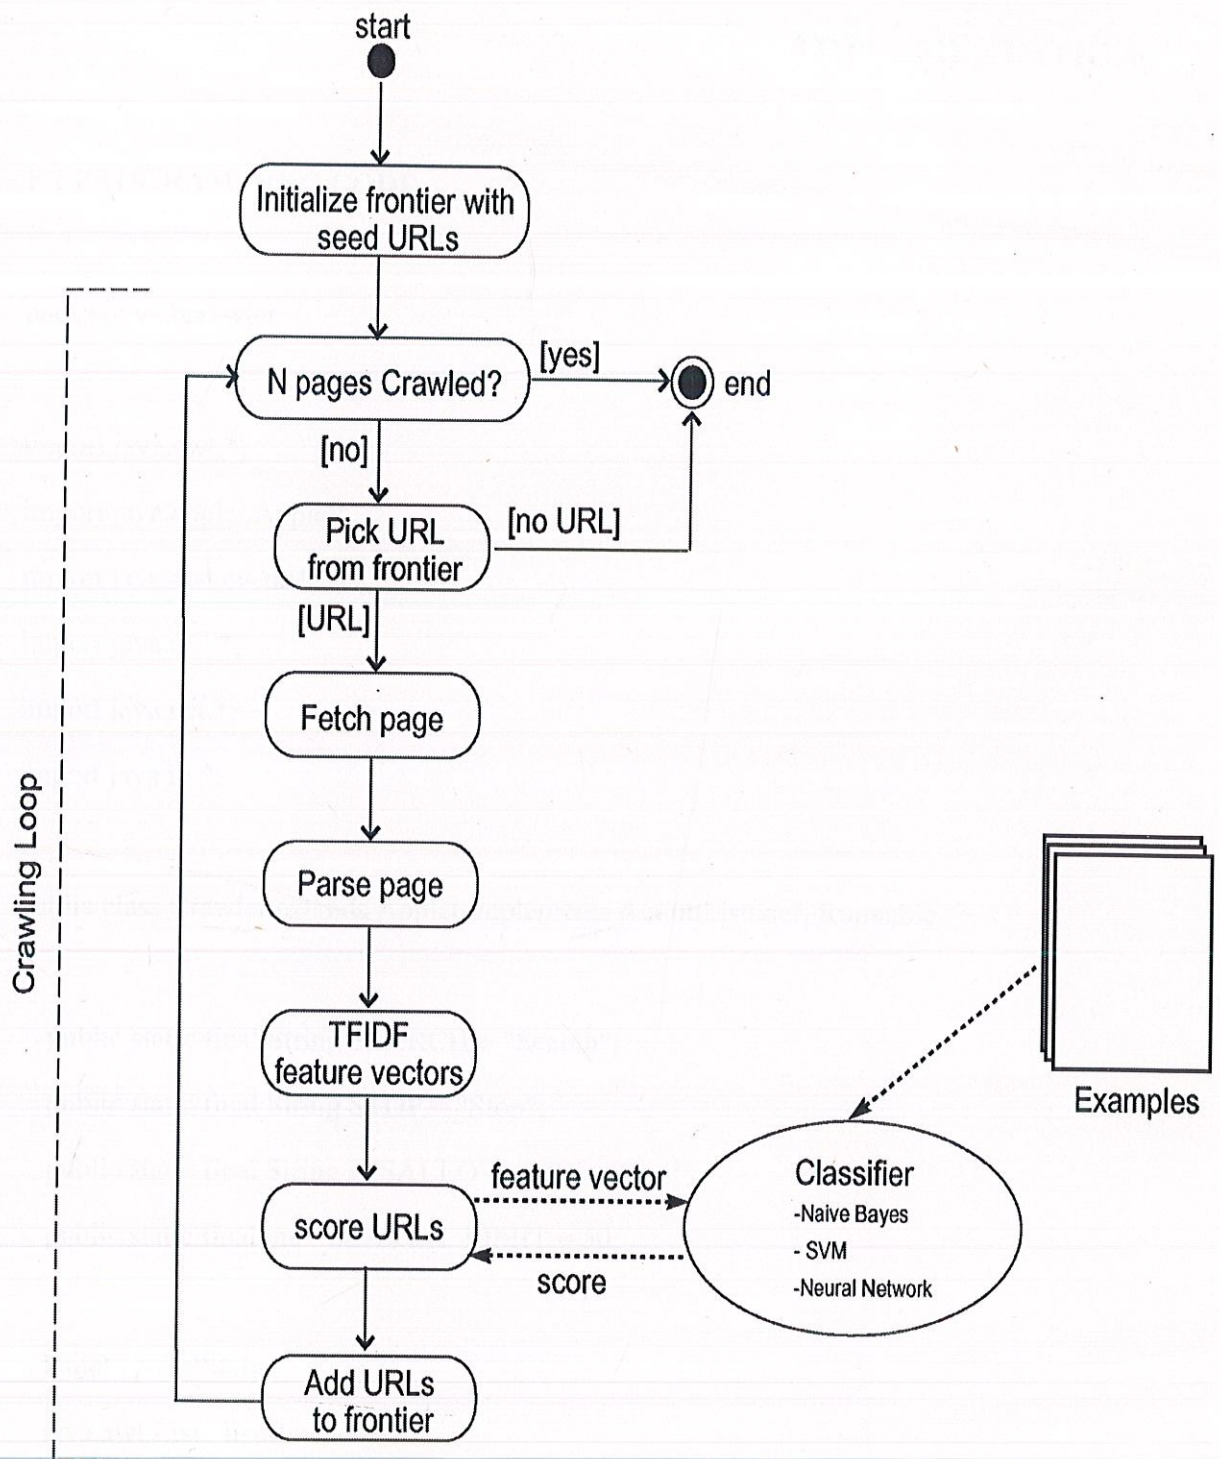 start
Initialize frontier with
seed URLs
N pages Crawled?
[yes]
end
[no]
Pick URL
from frontier
[no URL]
[URL]
Fetch page
Crawling Loop
Parse page
TFIDF
feature vectors
Examples
score URLs
feature vector
score
Classifier
-Naive Bayes
- SVM
-Neural Network
Add URLs
to frontier